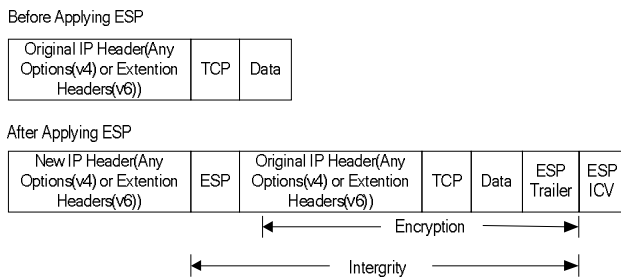 Before Applying ESP
Original IP Header(Any
Options(v4) or Extention
Headers(v6))
TCP
Data
After Applying ESP
New IP Header(Any
Options(v4) or Extention
Headers(v6))
ESP
Original IP Header(Any
Options(v4) or Extention
Headers(v6))
TCP
Data
ESP
Trailer
ESP
ICV
Encryption
Intergrity